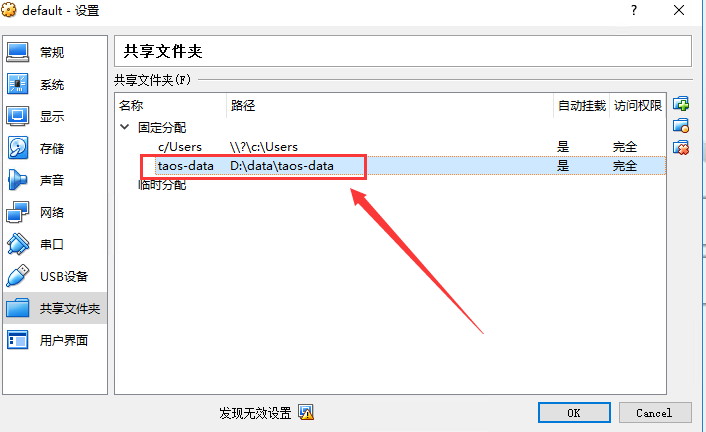 default - 设置
常规
系统
显示
存储
声音
网络
串口
USB设备
共享文件夹
用户界面
共享文件夹
共享文件夹(F)
名称 路径 自动挂载 访问权限
固定分配
c/Users \\?\c:\Users 是 完全
taos-data D:\data\taos-data 是 完全
临时分配
发现无效设置
OK Cancel